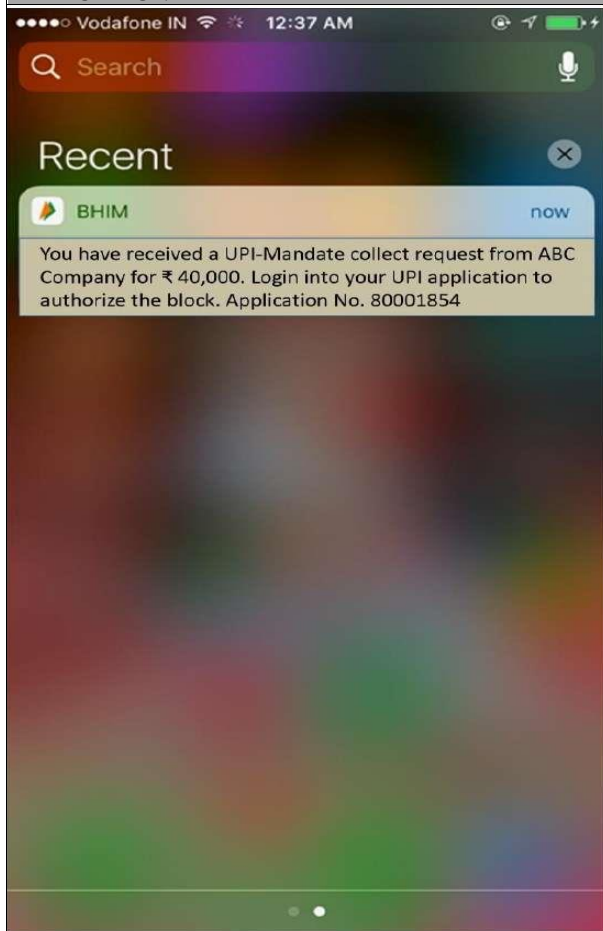 Vodafone IN 12:37 AM
Search
Recent
BHIM now
You have received a UPI-Mandate collect request from ABC
Company for ₹ 40,000. Login into your UPI application to
authorize the block. Application No. 80001854